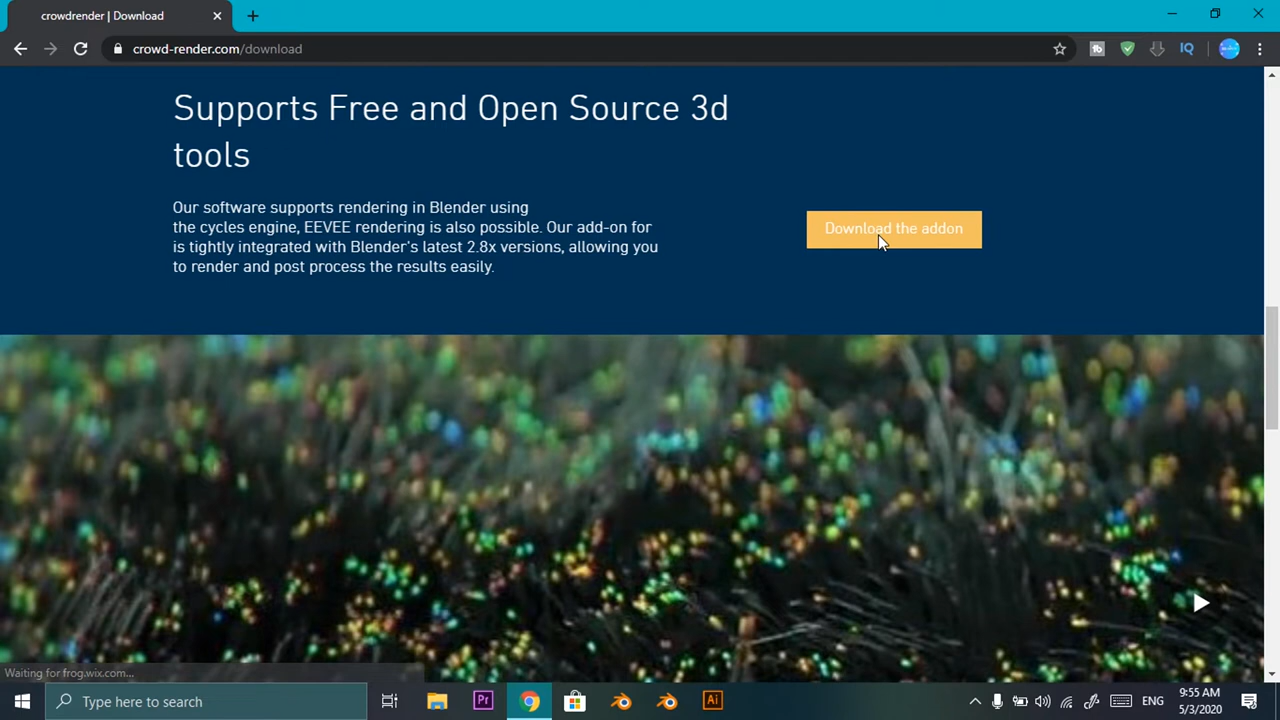 crowdrender | Download
crowd-render.com/download
IQ
Supports Free and Open Source 3d
tools
Our software supports rendering in Blender using
the cycles engine, EEVEE rendering is also possible. Our add-on for
is tightly integrated with Blender's latest 2.8x versions, allowing you
to render and post process the results easily.
Download the addon
Waiting for frog.wix.com...
Type here to search
Pr
Ai
ENG
9:55 AM
5/3/2020